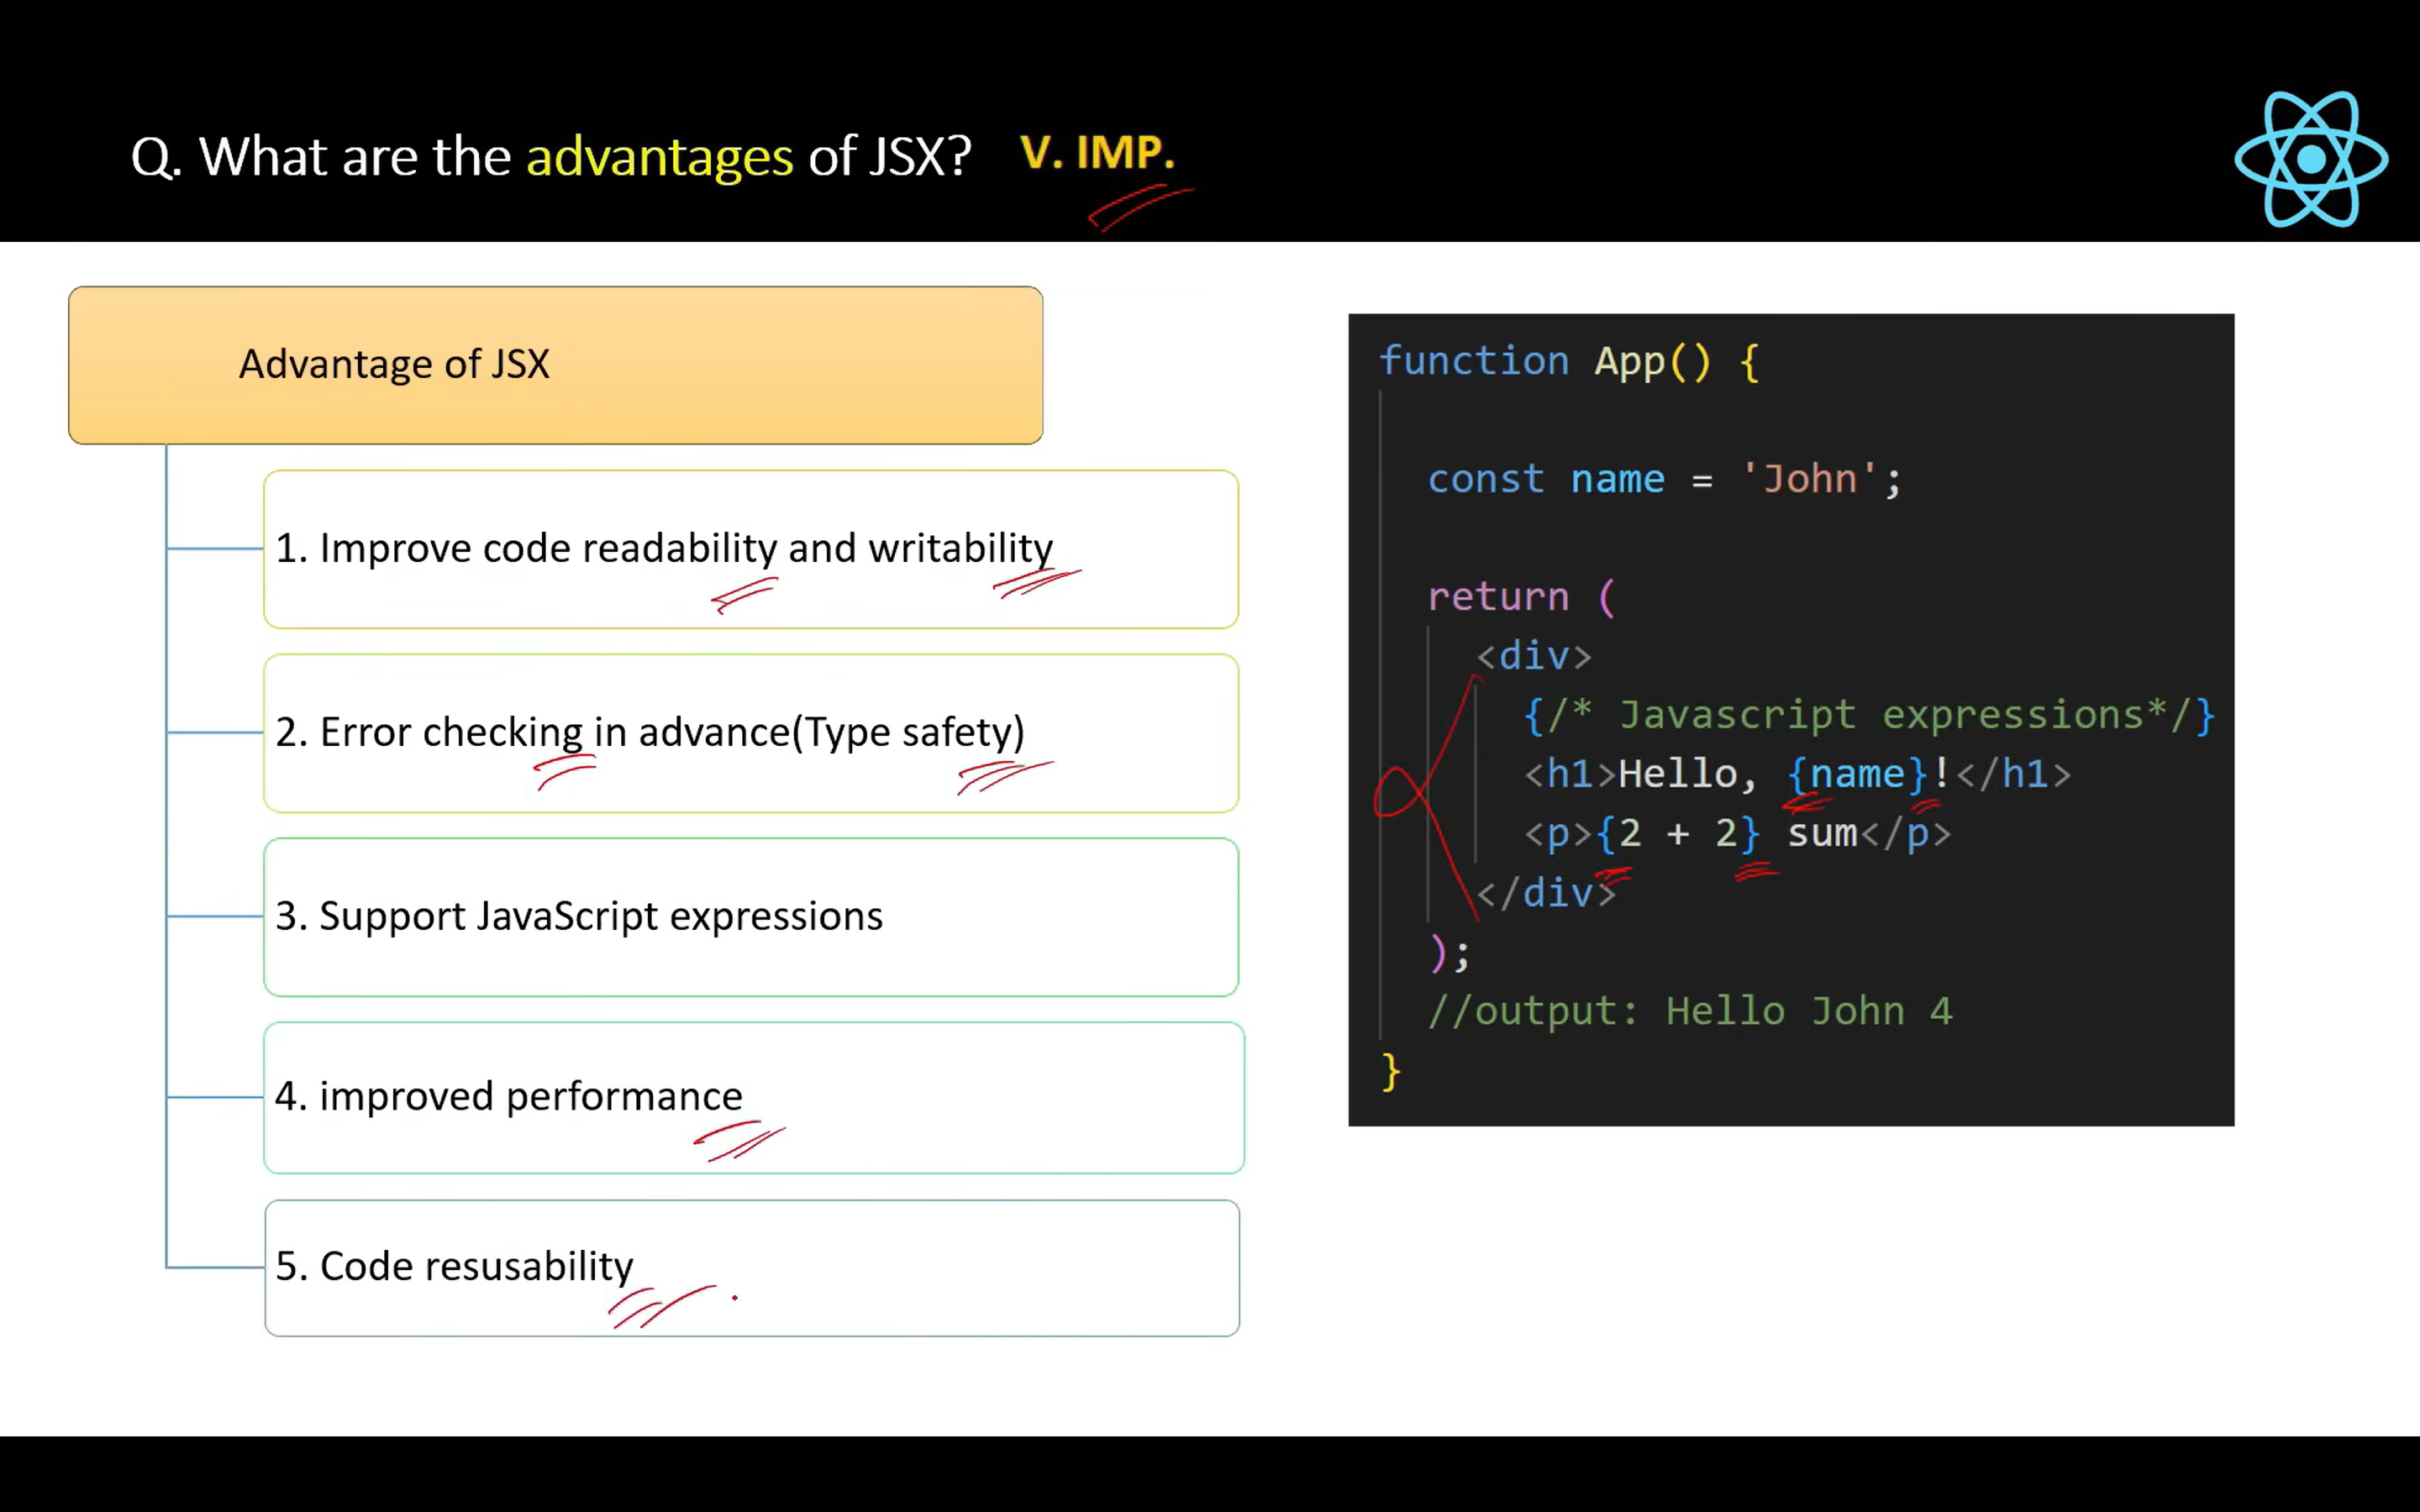 Q. What are the advantages of JSX? V. IMP.
Advantage of JSX
1. Improve code readability and writability
2. Error checking in advance(Type safety)
3. Support JavaScript expressions
4. improved performance
5. Code resusability
function App() {
const name = 'John';
return (
<div>
{/* Javascript expressions*/}
<h1>Hello, {name}!</h1>
<p>{2 + 2} sum</p>
</div>
);
//output: Hello John 4
}